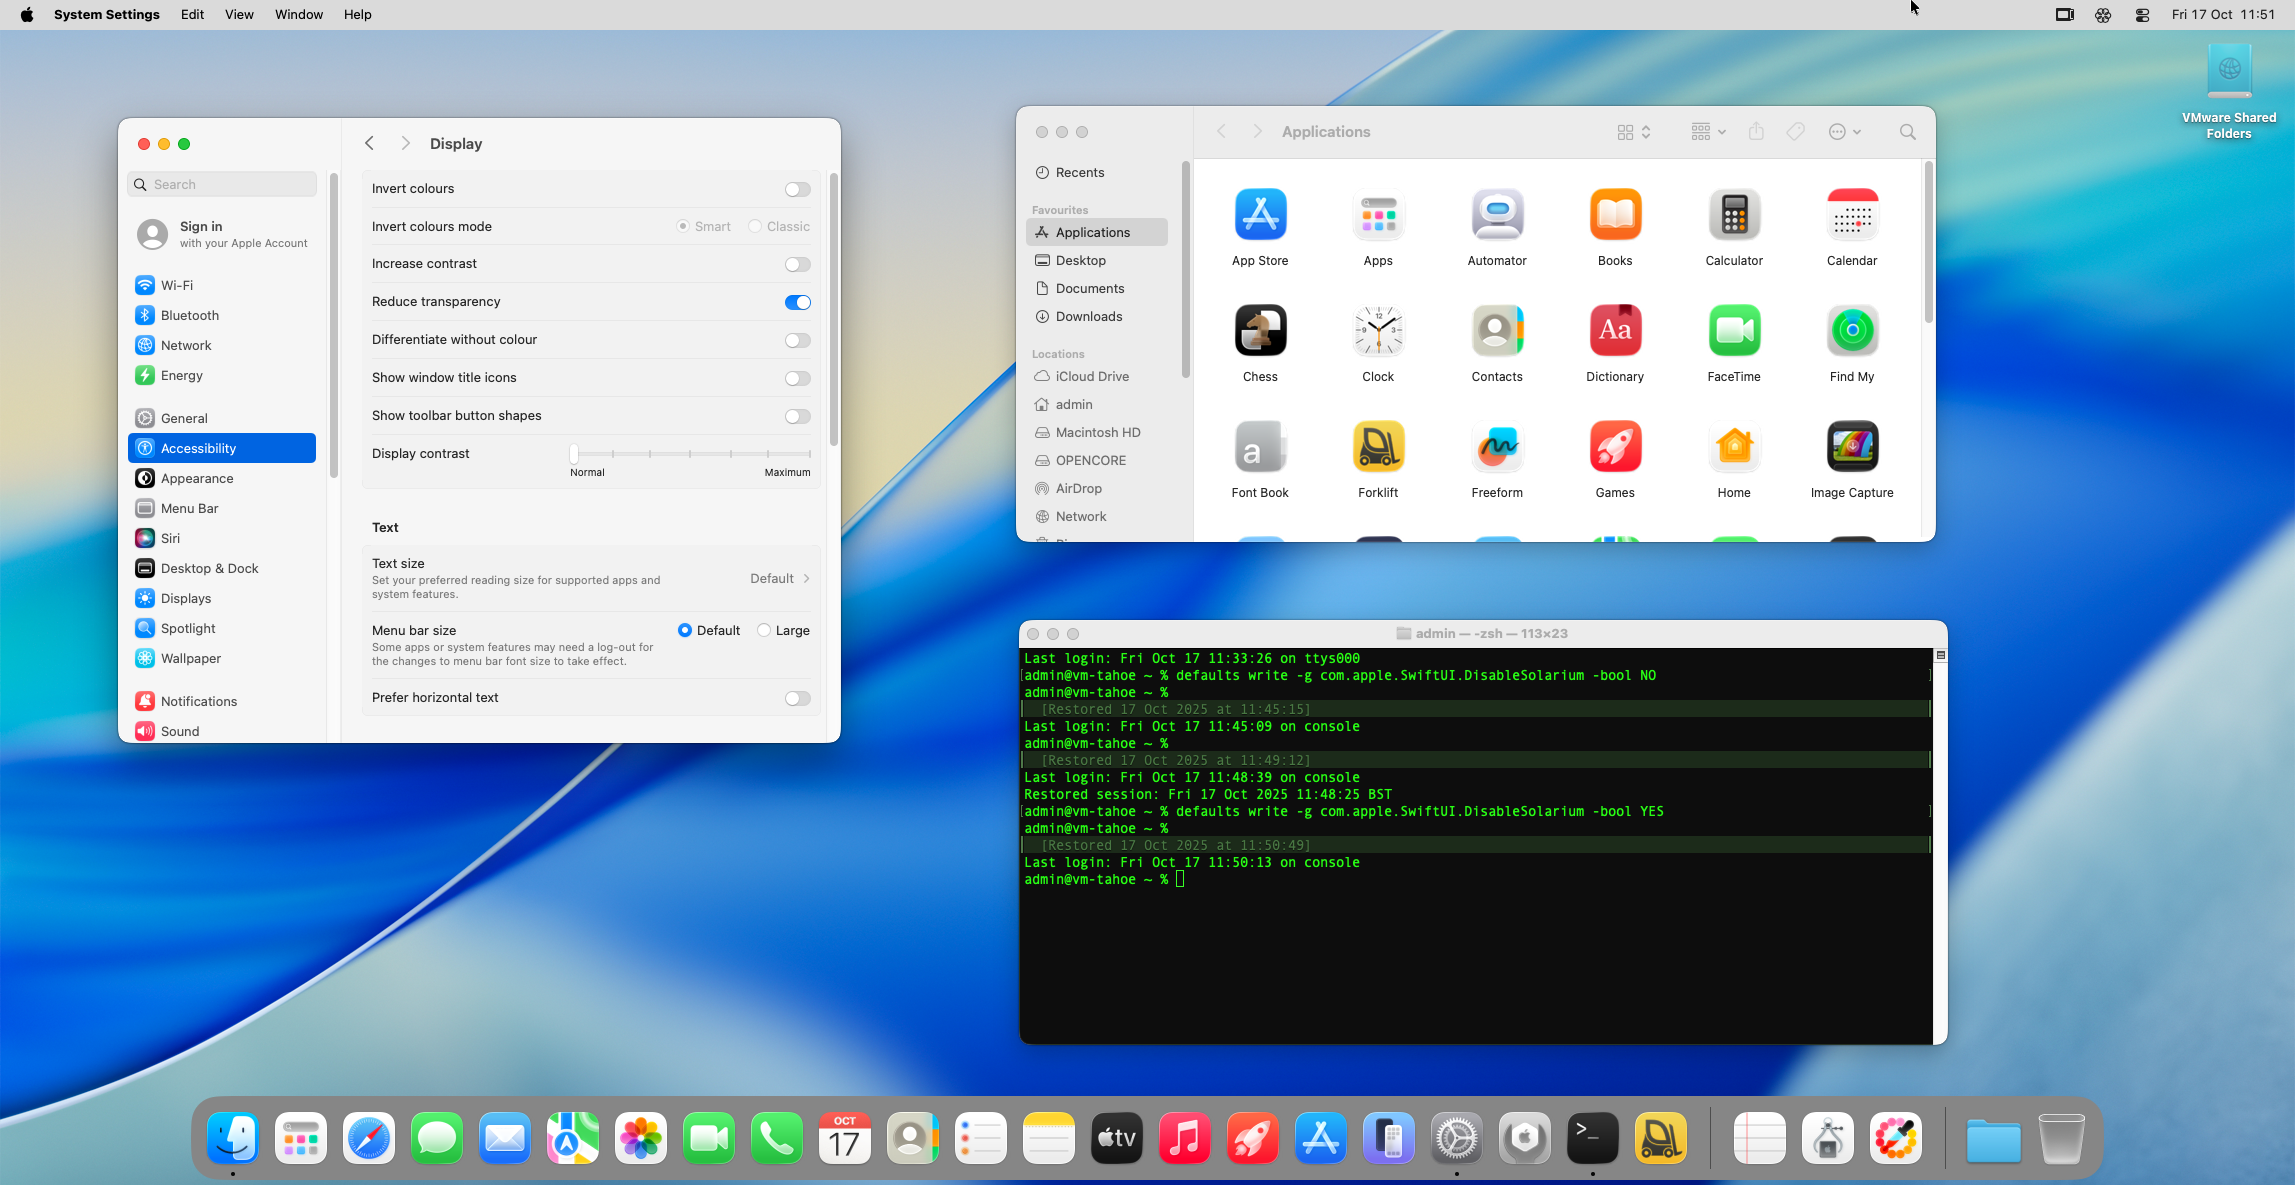 System Settings Edit View Window Help Fri 17 Oct 11:51
VMware Shared
Folders
Display
Search
Sign in
with your Apple Account
Wi-Fi
Bluetooth
Network
Energy
General
Accessibility
Appearance
Menu Bar
Siri
Desktop & Dock
Displays
Spotlight
Wallpaper
Notifications
Sound
Invert colours
Invert colours mode Smart Classic
Increase contrast
Reduce transparency
Differentiate without colour
Show window title icons
Show toolbar button shapes
Display contrast
Normal Maximum
Text
Text size
Set your preferred reading size for supported apps and
system features.
Default
Menu bar size Default Large
Some apps or system features may need a log-out for
the changes to menu bar font size to take effect.
Prefer horizontal text
Applications
Recents
Favourites
Applications
Desktop
Documents
Downloads
Locations
iCloud Drive
admin
Macintosh HD
OPENCORE
AirDrop
Network
App Store Apps Automator Books Calculator Calendar
Chess Clock Contacts Dictionary FaceTime Find My
Font Book Forklift Freeform Games Home Image Capture
admin — -zsh — 113×23
Last login: Fri Oct 17 11:33:26 on ttys000
[admin@vm-tahoe ~ % defaults write -g com.apple.SwiftUI.DisableSolarium -bool NO ]
admin@vm-tahoe ~ %
[Restored 17 Oct 2025 at 11:45:15]
Last login: Fri Oct 17 11:45:09 on console
admin@vm-tahoe ~ %
[Restored 17 Oct 2025 at 11:49:12]
Last login: Fri Oct 17 11:48:39 on console
Restored session: Fri 17 Oct 2025 11:48:25 BST
[admin@vm-tahoe ~ % defaults write -g com.apple.SwiftUI.DisableSolarium -bool YES ]
admin@vm-tahoe ~ %
[Restored 17 Oct 2025 at 11:50:49]
Last login: Fri Oct 17 11:50:13 on console
admin@vm-tahoe ~ %
OCT
17
tv
>_
Aa
a
12
3
9
6